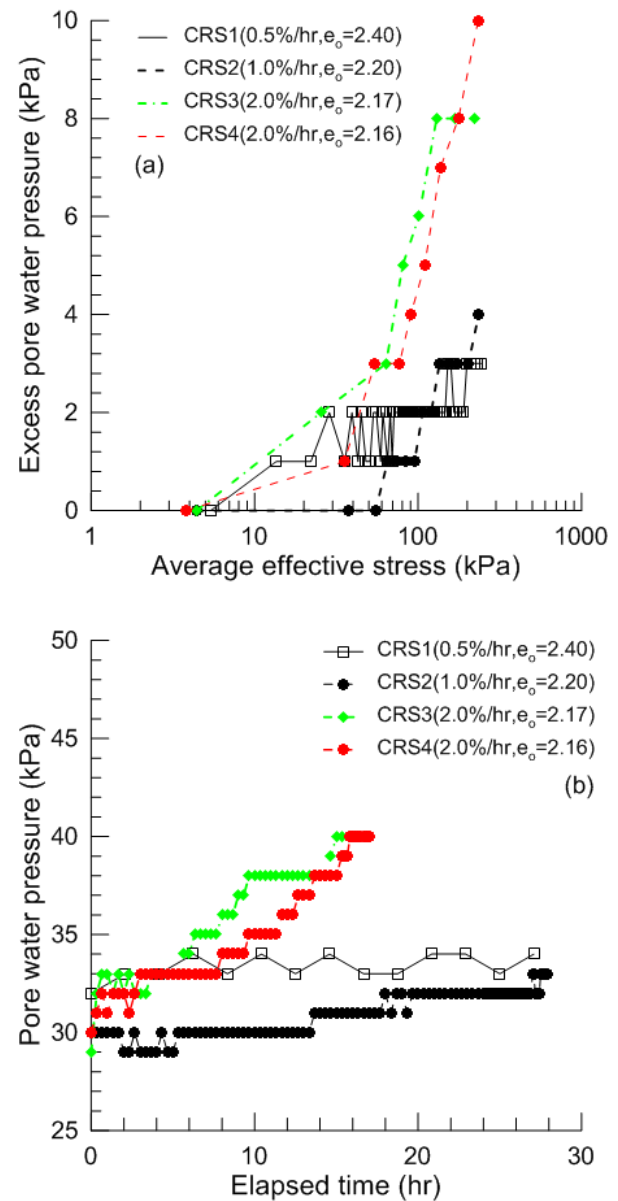 CRS1(0.5%/hr,eo=2.40)
CRS2(1.0%/hr,eo=2.20)
CRS3(2.0%/hr,eo=2.17)
CRS4(2.0%/hr,eo=2.16)
(a)
Excess pore water pressure (kPa)
10
8
6
4
2
0
1 10 100 1000
Average effective stress (kPa)
CRS1(0.5%/hr,eo=2.40)
CRS2(1.0%/hr,eo=2.20)
CRS3(2.0%/hr,eo=2.17)
CRS4(2.0%/hr,eo=2.16)
(b)
Pore water pressure (kPa)
50
45
40
35
30
25
0 10 20 30
Elapsed time (hr)